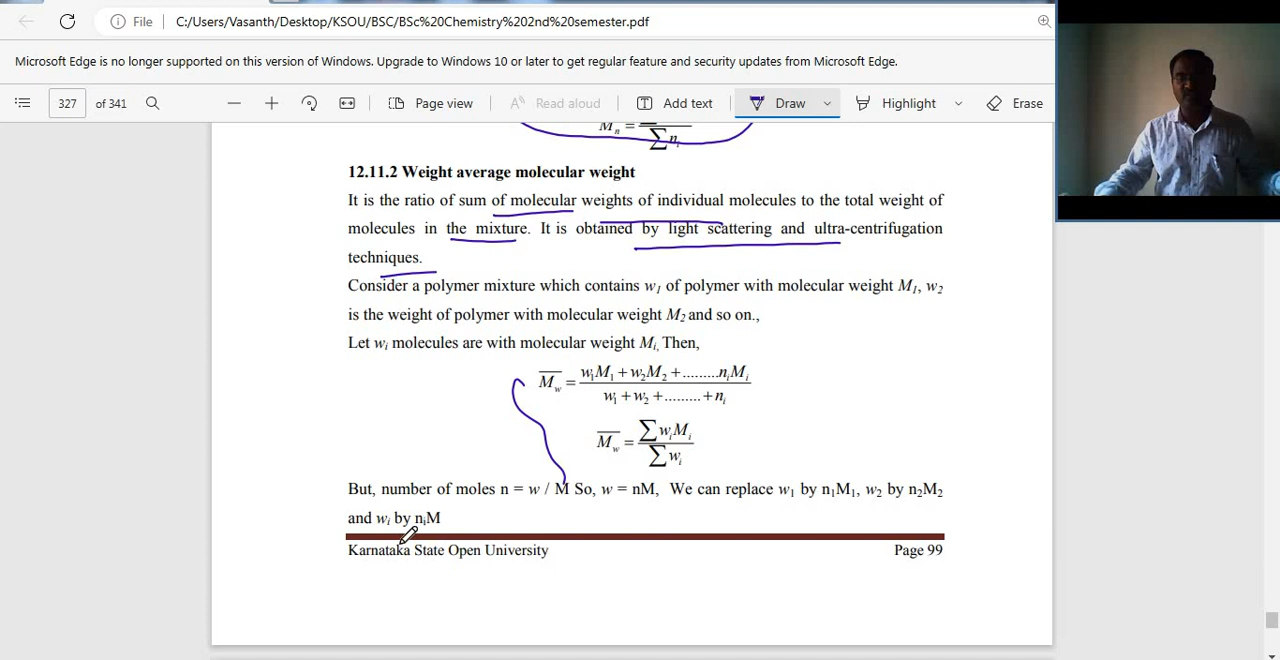 File
C:/Users/Vasanth/Desktop/KSOU/BSC/BSc%20Chemistry%202nd%20semester.pdf
Microsoft Edge is no longer supported on this version of Windows. Upgrade to Windows 10 or later to get regular feature and security updates from Microsoft Edge.
327 of 341 Page view Read aloud Add text Draw Highlight Erase
M n = ∑ni
12.11.2 Weight average molecular weight
It is the ratio of sum of molecular weights of individual molecules to the total weight of
molecules in the mixture. It is obtained by light scattering and ultra-centrifugation
techniques.
Consider a polymer mixture which contains w1 of polymer with molecular weight M1, w2
is the weight of polymer with molecular weight M2 and so on.,
Let wi molecules are with molecular weight Mi, Then,
M̅w = w1M1 + w2M2 + .........niMi
w1 + w2 + ......... + ni
M̅w = ∑wiMi
∑wi
But, number of moles n = w / M So, w = nM, We can replace w1 by n1M1, w2 by n2M2
and wi by niM
Karnataka State Open University Page 99